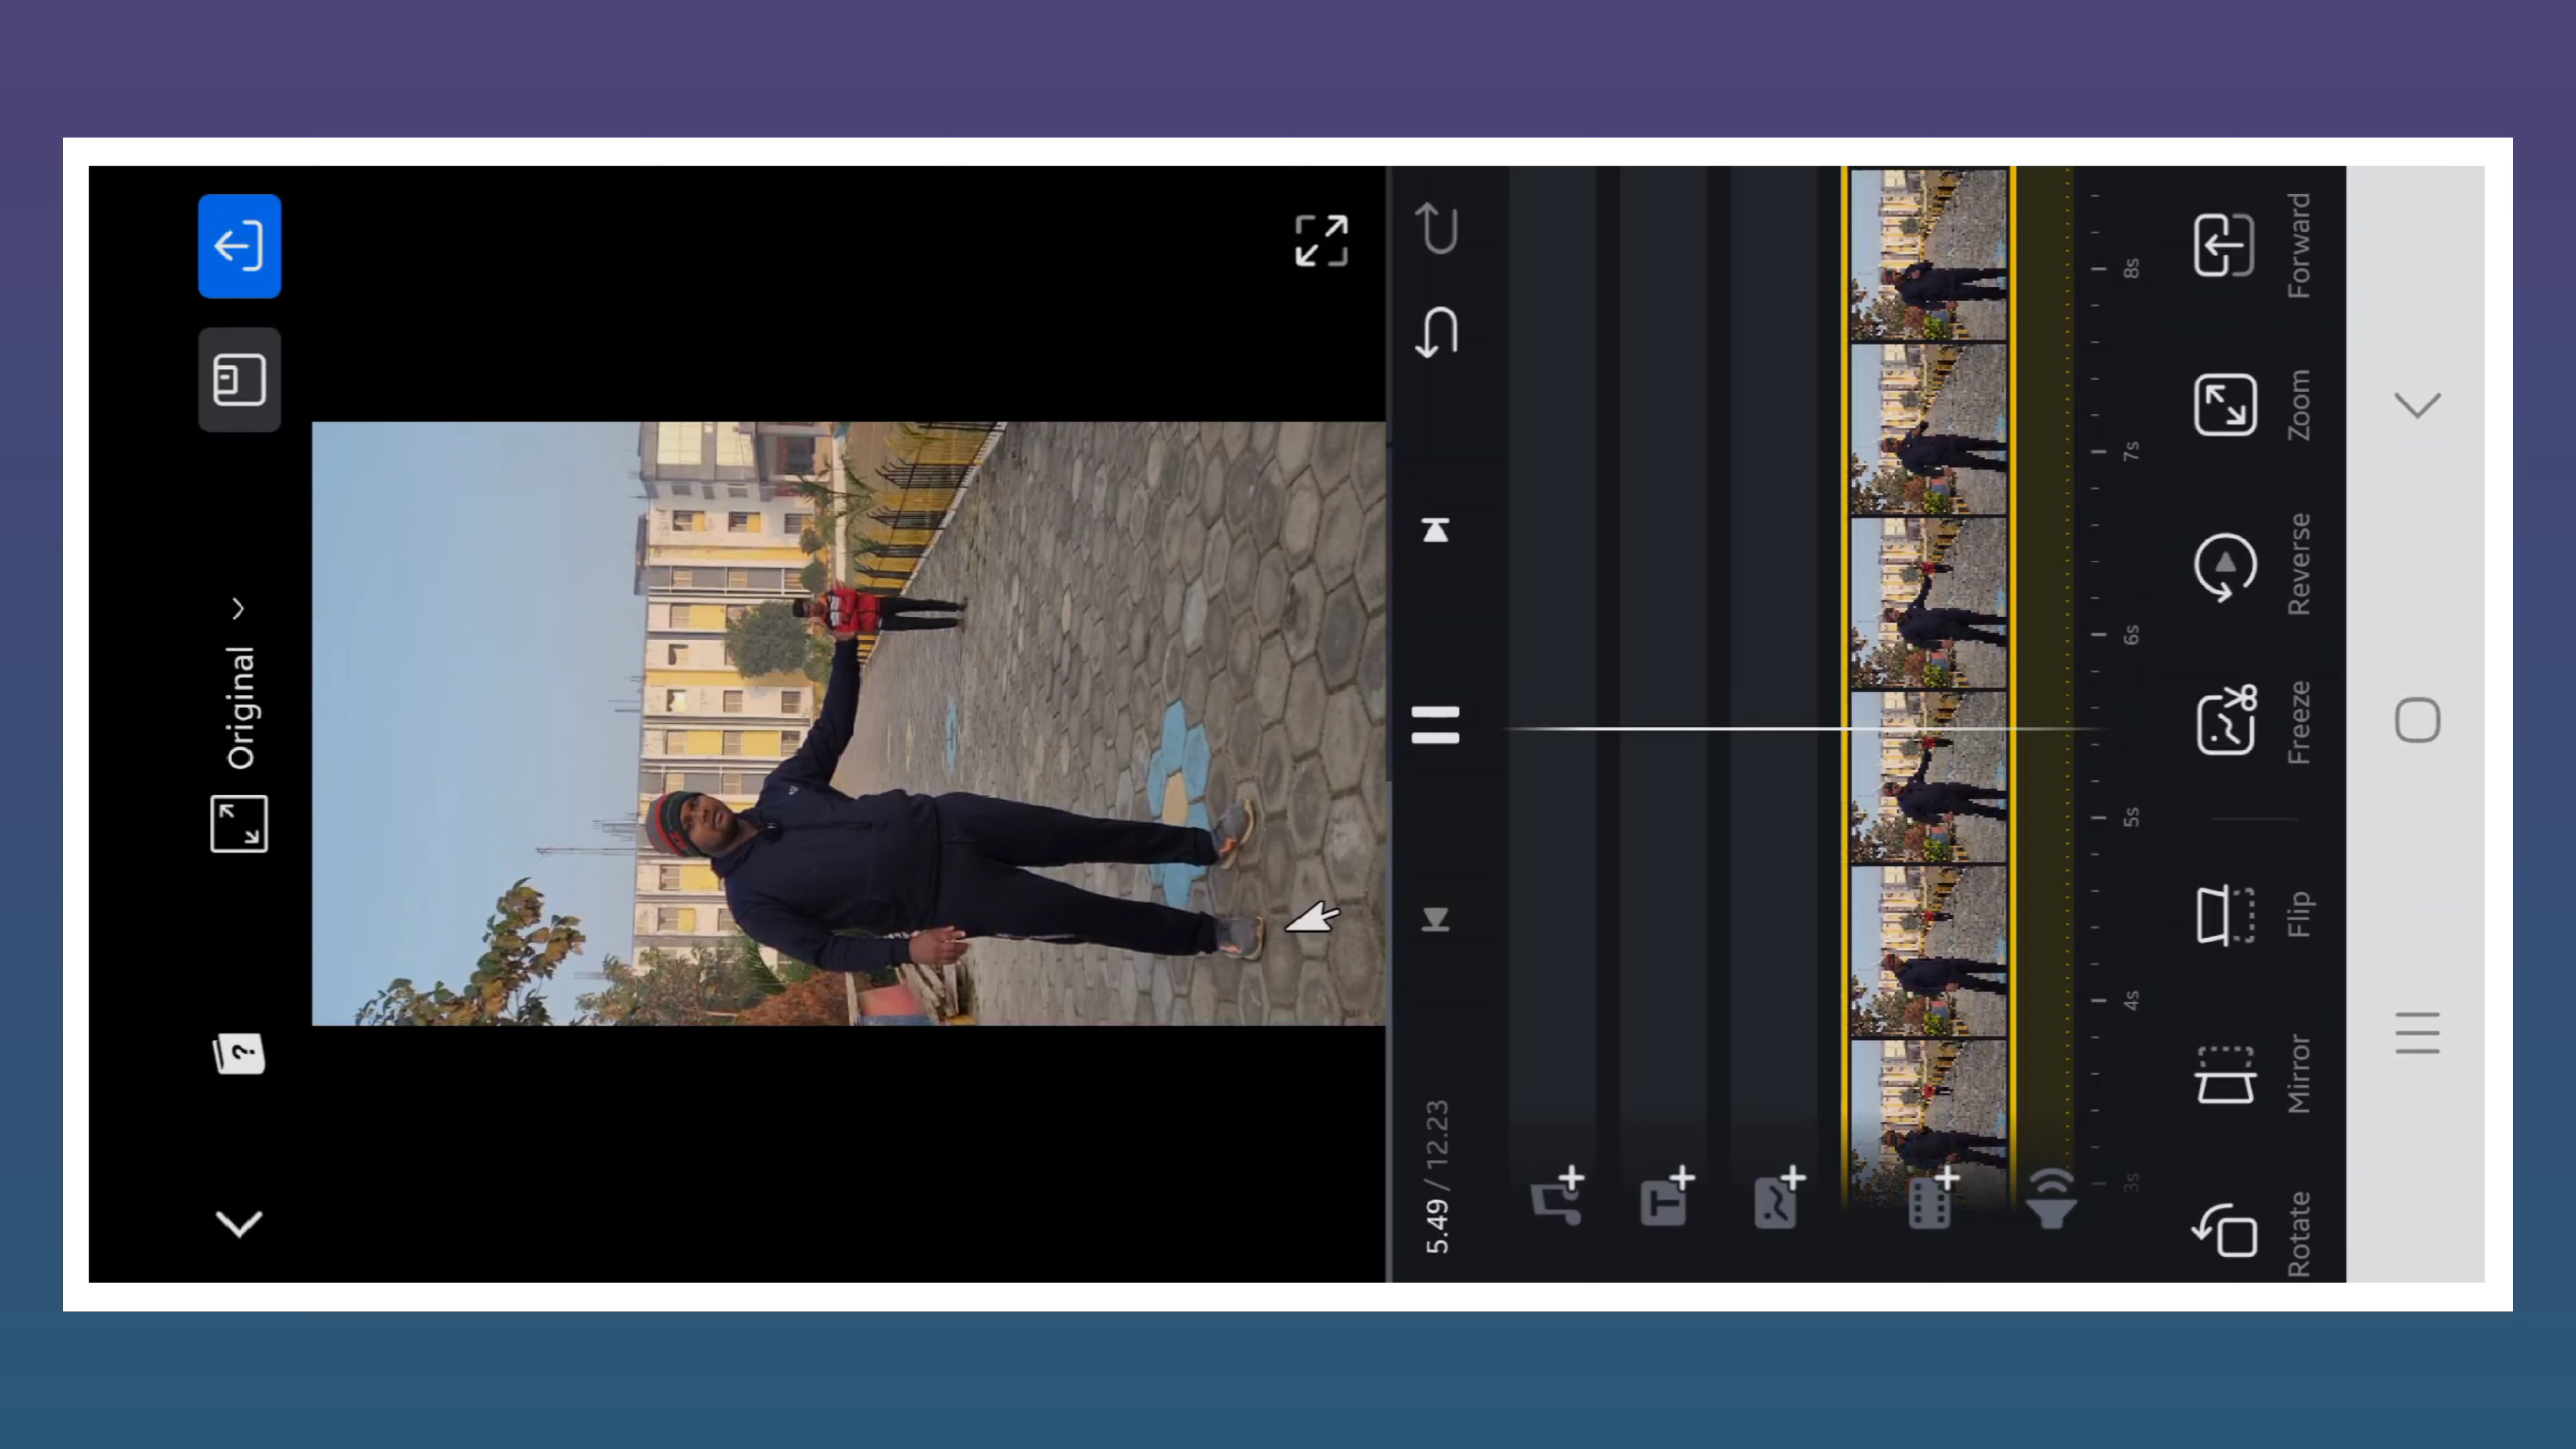 Original
?
5.49 / 12.23
T
3s
4s
5s
6s
7s
8s
Rotate
Mirror
Flip
Freeze
Reverse
Zoom
Forward